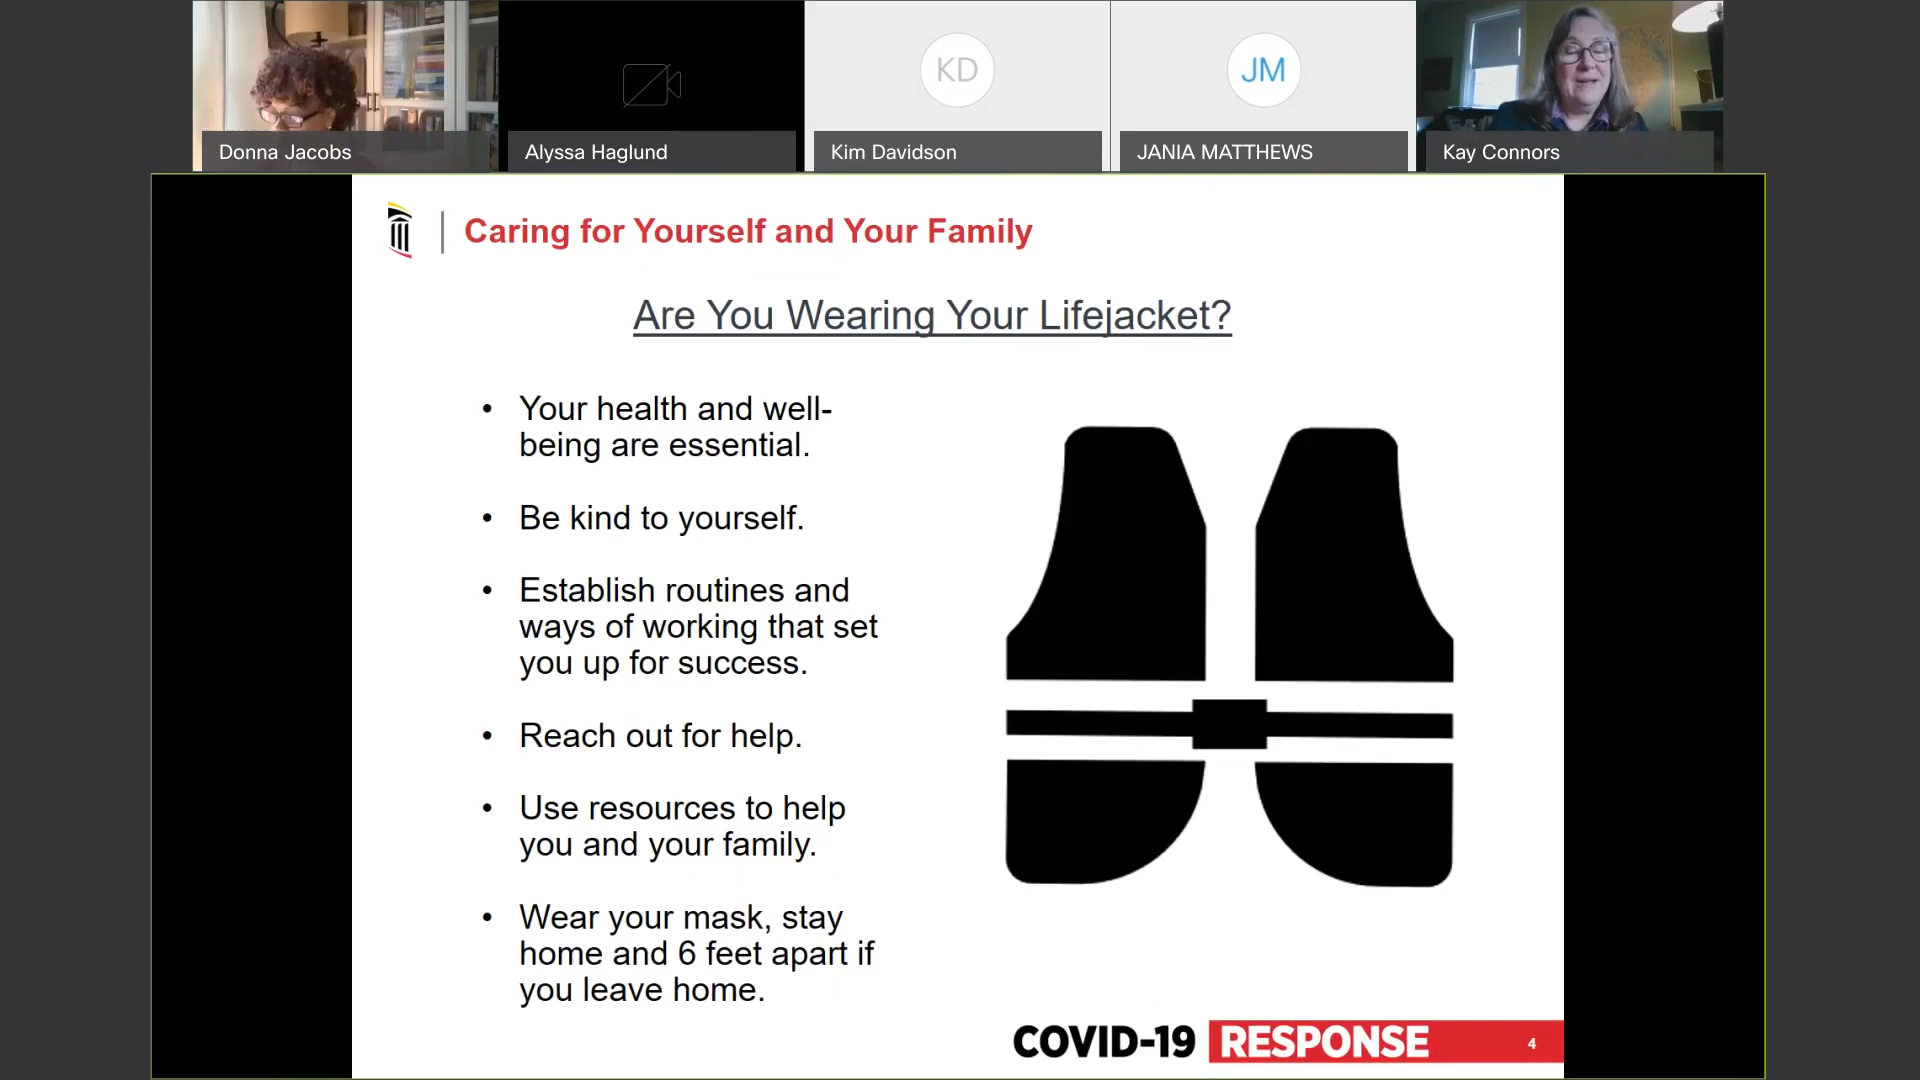 KD
JM
Donna Jacobs
Alyssa Haglund
Kim Davidson
JANIA MATTHEWS
Kay Connors
Caring for Yourself and Your Family
Are You Wearing Your Lifejacket?
• Your health and well-
being are essential.
• Be kind to yourself.
• Establish routines and
ways of working that set
you up for success.
• Reach out for help.
• Use resources to help
you and your family.
• Wear your mask, stay
home and 6 feet apart if
you leave home.
COVID-19 RESPONSE 4